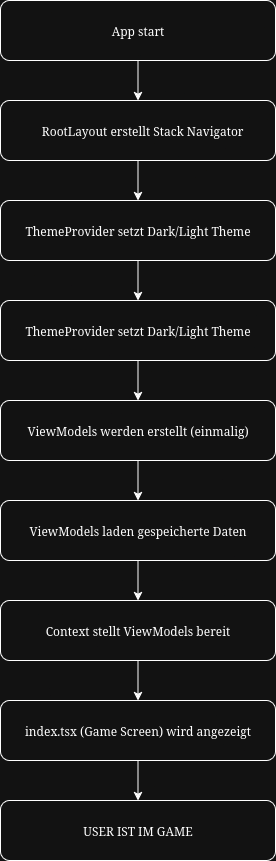 App start
RootLayout erstellt Stack Navigator
ThemeProvider setzt Dark/Light Theme
ThemeProvider setzt Dark/Light Theme
ViewModels werden erstellt (einmalig)
ViewModels laden gespeicherte Daten
Context stellt ViewModels bereit
index.tsx (Game Screen) wird angezeigt
USER IST IM GAME